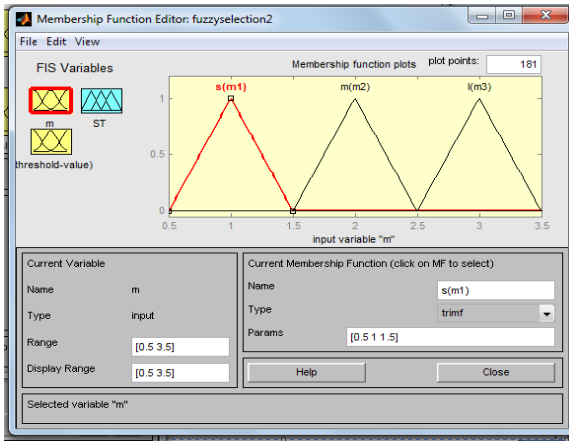 Membership Function Editor: fuzzyselection2
File Edit View
FIS Variables
m
ST
threshold-value)
Membership function plots
plot points:
181
s(m1)
m(m2)
l(m3)
1
0.5
0
0.5 1 1.5 2 2.5 3 3.5
input variable "m"
Current Variable
Name m
Type input
Range [0.5 3.5]
Display Range [0.5 3.5]
Current Membership Function (click on MF to select)
Name s(m1)
Type trimf
Params [0.5 1 1.5]
Help
Close
Selected variable "m"